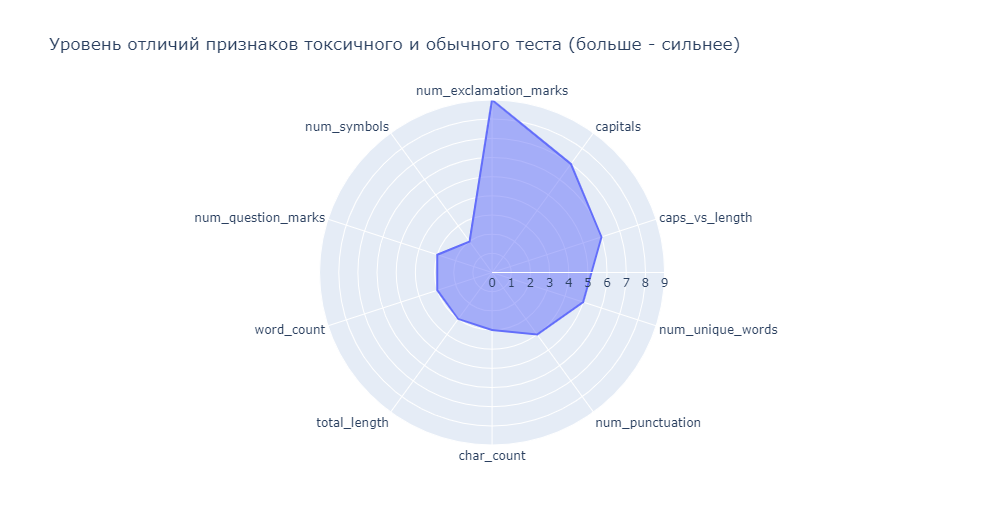 Уровень отличий признаков токсичного и обычного теста (больше - сильнее)
num_exclamation_marks
num_symbols
capitals
num_question_marks
caps_vs_length
0 1 2 3 4 5 6 7 8 9
word_count
num_unique_words
total_length
num_punctuation
char_count